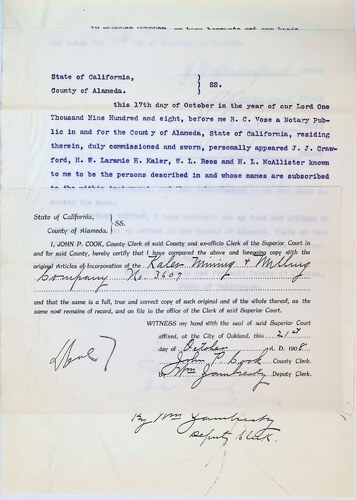 State of California,
County of Alameda. } SS.
this 17th day of October in the year of our Lord One
Thousand Nine Hundred and eight, before me R. C. Vose a Notary
Public in and for the County of Alameda, State of California, residing
therein, duly commissioned and sworn, personally appeared J. J. Craw-
ford, H. W. Laramie H. Kaler, W. L. Rees and H. L. McAllister known
to me to be the persons described in and whose names are subscribed
State of California,
County of Alameda. } SS.
I, JOHN P. COOK, County Clerk of said County and ex-officio Clerk of the Superior Court in
and for said County, hereby certify that I have compared the above and foregoing copy with the
original Articles of Incorporation of the Kaler Mining & Milling
Company No. 3607
and that the same is a full, true and correct copy of such original and of the whole thereof, as the
same now remains of record, and on file in the office of the Clerk of said Superior Court.
WITNESS my hand with the seal of said Superior Court
affixed, at the City of Oakland, this 21st
day of October A. D. 1908.
John P. Cook County Clerk.
By Wm Deputy Clerk.
By Wm
Deputy Clerk.